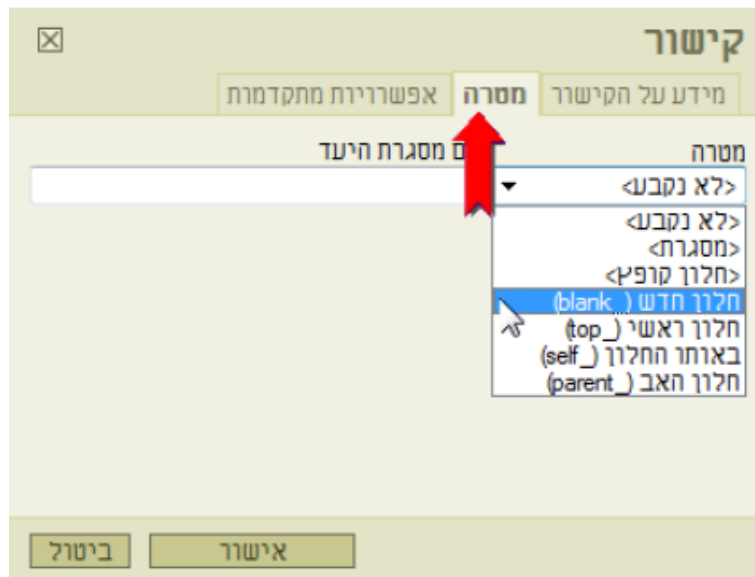 קישור
מידע על הקישור מטרה אפשרויות מתקדמות
מטרה מסגרת היעד
<לא נקבע>
<לא נקבע>
<מסגרת>
<חלון קופץ>
חלון חדש (_blank)
חלון ראשי (_top)
באותו החלון (_self)
חלון האב (_parent)
אישור ביטול